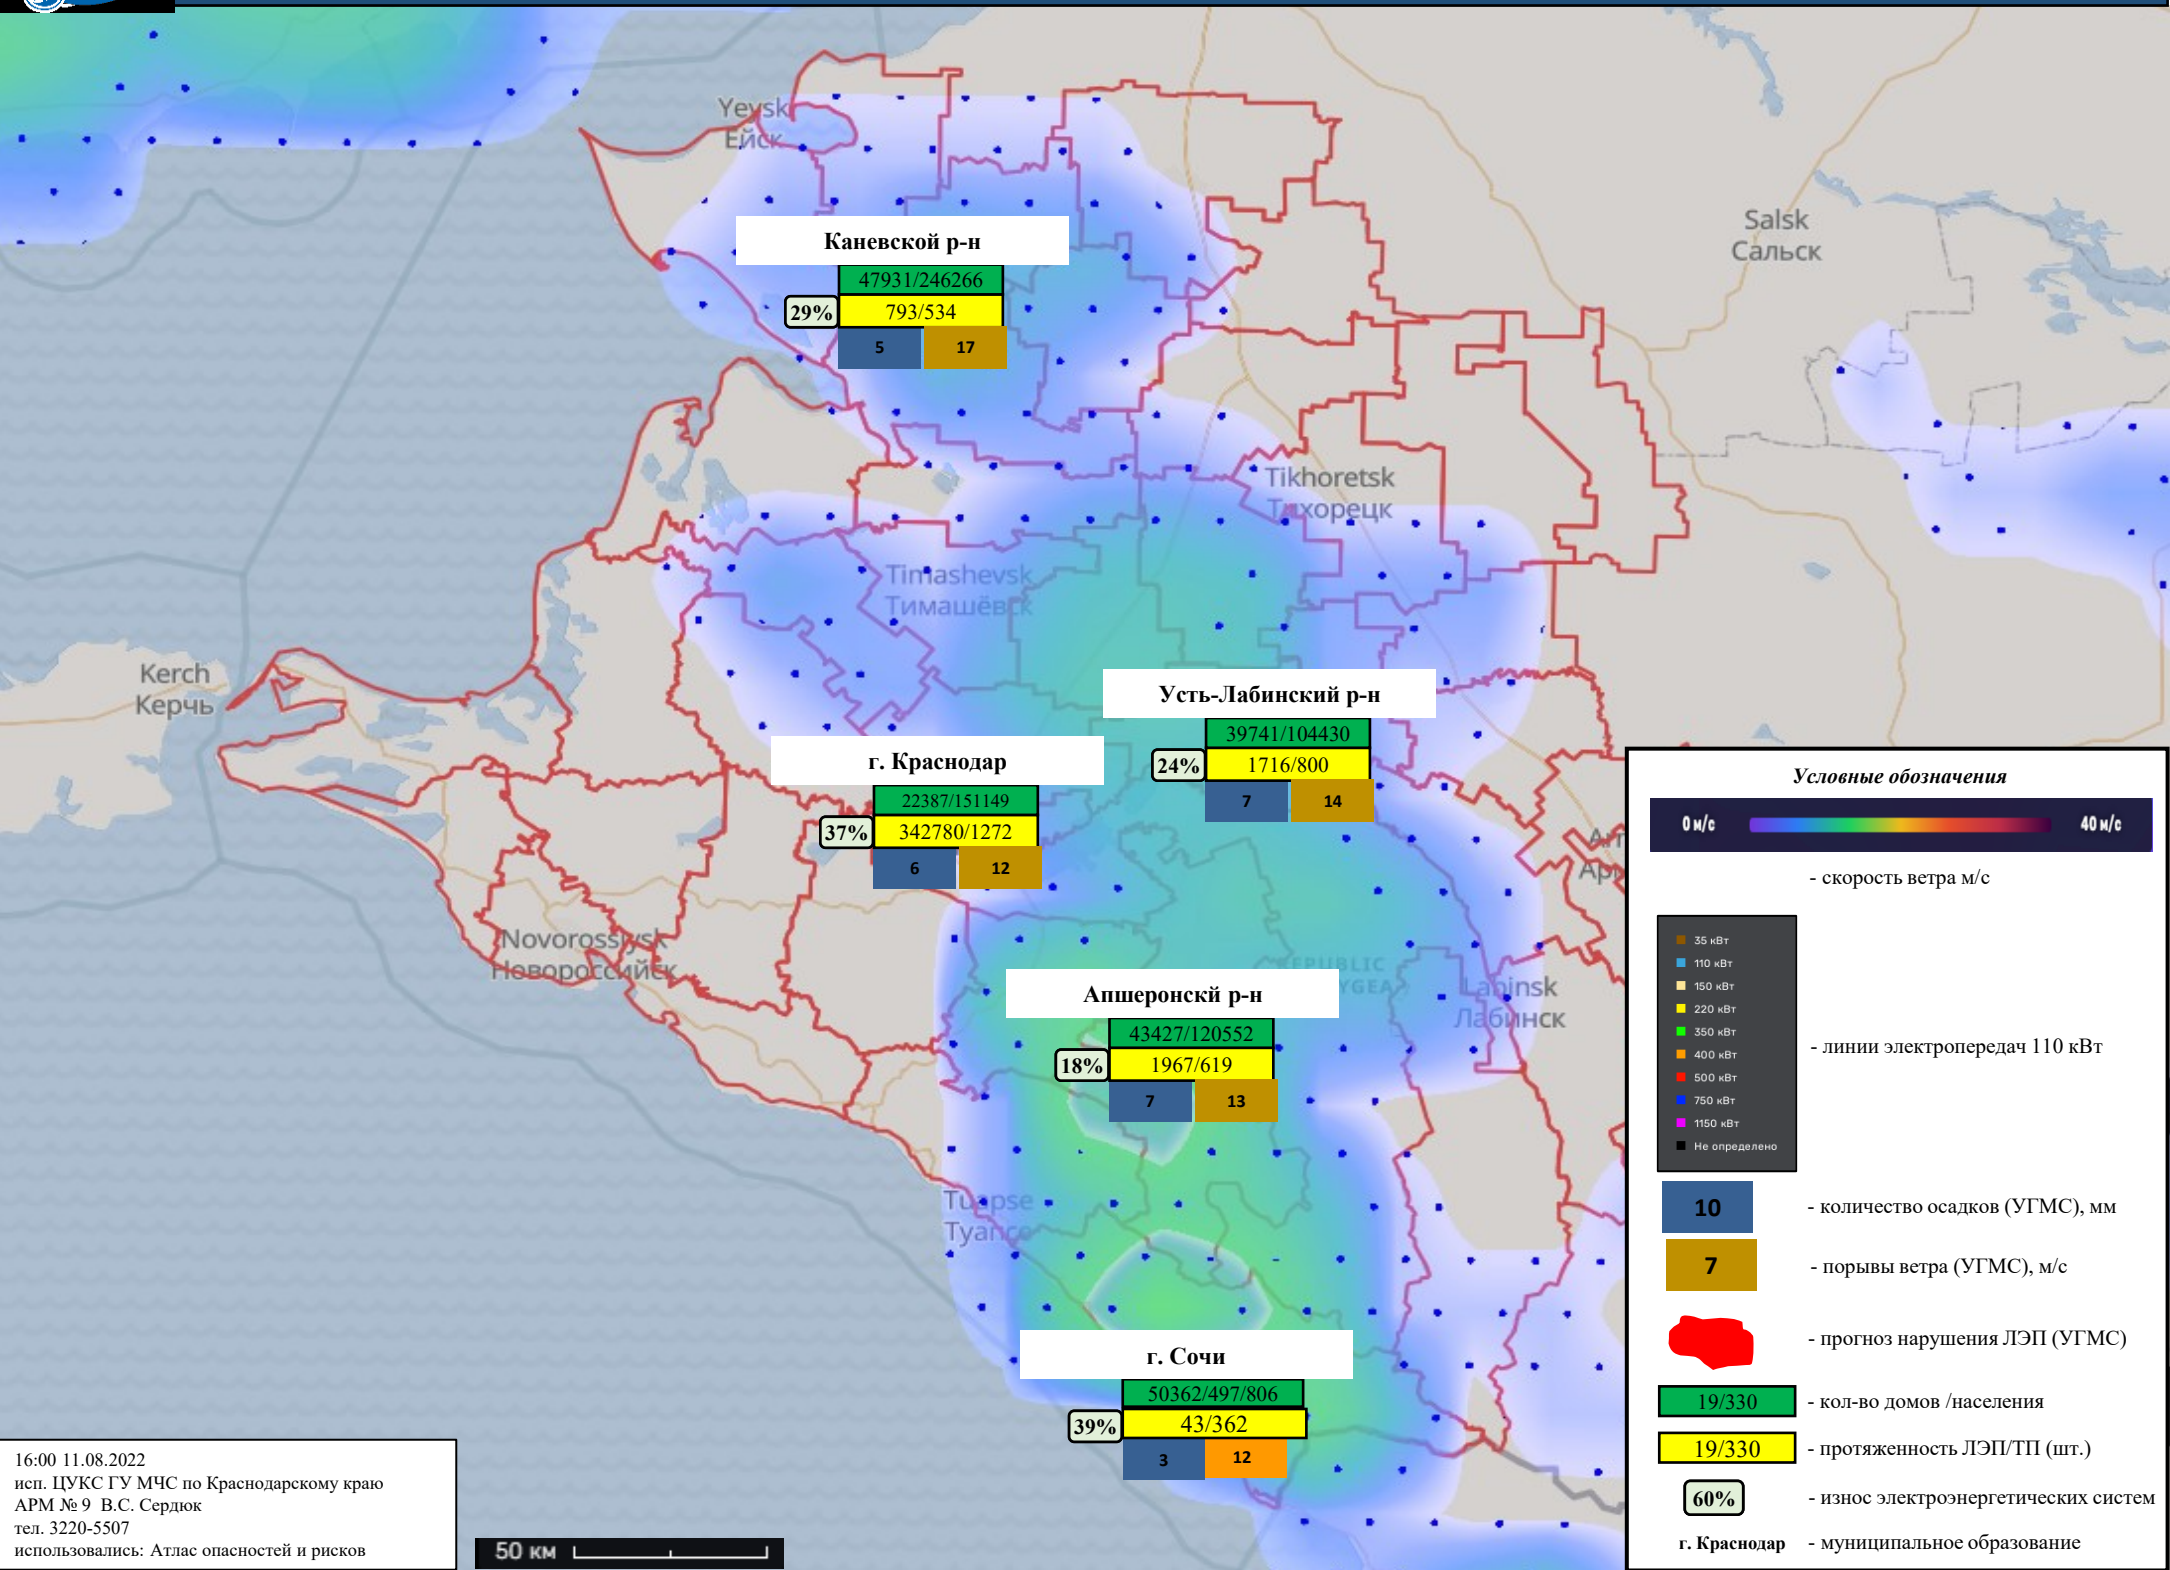 Yeysk
Ейск
Salsk
Сальск
Каневской р-н
47931/246266
29%
793/534
5
17
Tikhoretsk
Тихорецк
Timashevsk
Тимашёвск
Kerch
Керчь
Усть-Лабинский р-н
39741/104430
24%
1716/800
7
14
г. Краснодар
22387/151149
37%
342780/1272
6
12
Novorossiysk
Новороссийск
REPUBLIC
Labinsk
Лабинск
Апшеронскй р-н
43427/120552
18%
1967/619
7
13
Tuapse
Туапсе
г. Сочи
50362/497/806
39%
43/362
3
12
Условные обозначения
0 м/с
40 м/с
- скорость ветра м/с
35 кВт
110 кВт
150 кВт
220 кВт
350 кВт
400 кВт
500 кВт
750 кВт
1150 кВт
Не определено
- линии электропередач 110 кВт
10 - количество осадков (УГМС), мм
7 - порывы ветра (УГМС), м/с
- прогноз нарушения ЛЭП (УГМС)
19/330 - кол-во домов /населения
19/330 - протяженность ЛЭП/ТП (шт.)
60% - износ электроэнергетических систем
г. Краснодар - муниципальное образование
16:00 11.08.2022
исп. ЦУКС ГУ МЧС по Краснодарскому краю
АРМ № 9 В.С. Сердюк
тел. 3220-5507
использовались: Атлас опасностей и рисков
50 км